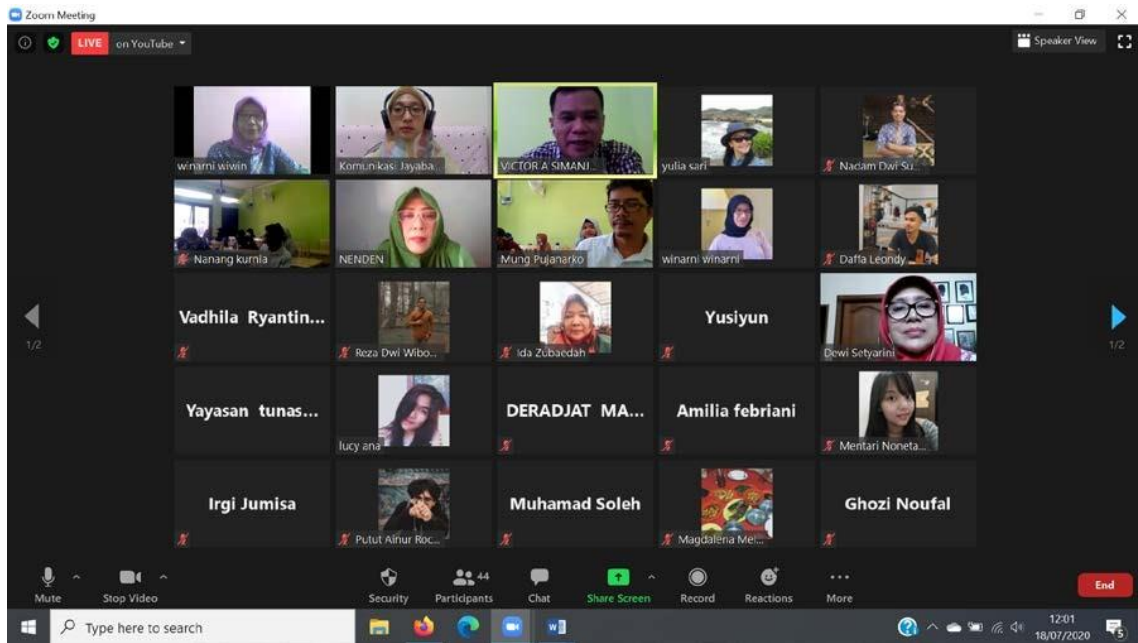 Zoom Meeting
LIVE on YouTube
Speaker View
winarni wiwin
Komunikasi Jayaba...
VICTOR A SIMANJ...
yulia sari
Nadam Dwi Su...
Nanang kurnia
NENDEN
Mung Pujanarko
winarni winarni
Daffa Leondy
Vadhila Ryantin...
Reza Dwi Wibo...
Ida Zubaedah
Yusiyun
Dewi Setyarini
1/2
1/2
Yayasan tunas...
lucy ana
DERADJAT MA...
Amilia febriani
Mentari Noneta...
Irgi Jumisa
Putut Ainur Roc...
Muhamad Soleh
Magdalena Mei...
Ghozi Noufal
Mute
Stop Video
Security
Participants
44
Chat
Share Screen
Record
Reactions
More
End
Type here to search
12:01
18/07/2020